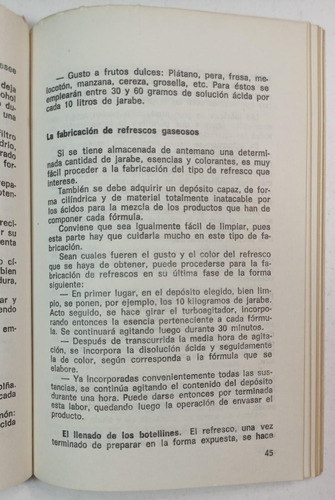 — Gusto a frutos dulces: Plátano, pera, fresa, me-
locotón, manzana, cereza, grosella, etc. Para éstos se
emplearán entre 30 y 60 gramos de solución ácida por
cada 10 litros de jarabe.
La fabricación de refrescos gaseosos
Si se tiene almacenada de antemano una determi-
nada cantidad de jarabe, esencias y colorantes, es muy
fácil proceder a la fabricación del tipo de refresco que
interese.
También se debe adquirir un depósito capaz, de for-
ma cilíndrica y de material totalmente inatacable por
los ácidos para la mezcla de los productos que han de
componer cada fórmula.
Conviene que sea igualmente fácil de limpiar, pues
esta parte hay que cuidarla mucho en este tipo de fa-
bricación.
Sean cuales fueren el gusto y el color del refresco
que se haya de obtener, puede procederse para la fa-
bricación de refrescos en su última fase de la forma
siguiente:
— En primer lugar, en el depósito elegido, bien lim-
pio, se ponen, por ejemplo, los 10 kilogramos de jarabe.
Acto seguido, se hace girar el turboagitador, incorpo-
rando entonces la esencia perteneciente a cada fórmu-
la. Se continuará agitando luego durante 30 minutos.
— Después de transcurrida la media hora de agita-
ción, se incorpora la disolución ácida y seguidamen-
te la de color, según corresponda a la fórmula que se
elabore.
— Ya incorporadas convenientemente todas las sus-
tancias, se continúa agitando el contenido del depósito
durante una hora. Puede darse entonces por terminada
esta labor, quedando luego la operación de envasar el
producto.
El llenado de los botellines. El refresco, una vez
terminado de preparar en la forma expuesta, se hace
45